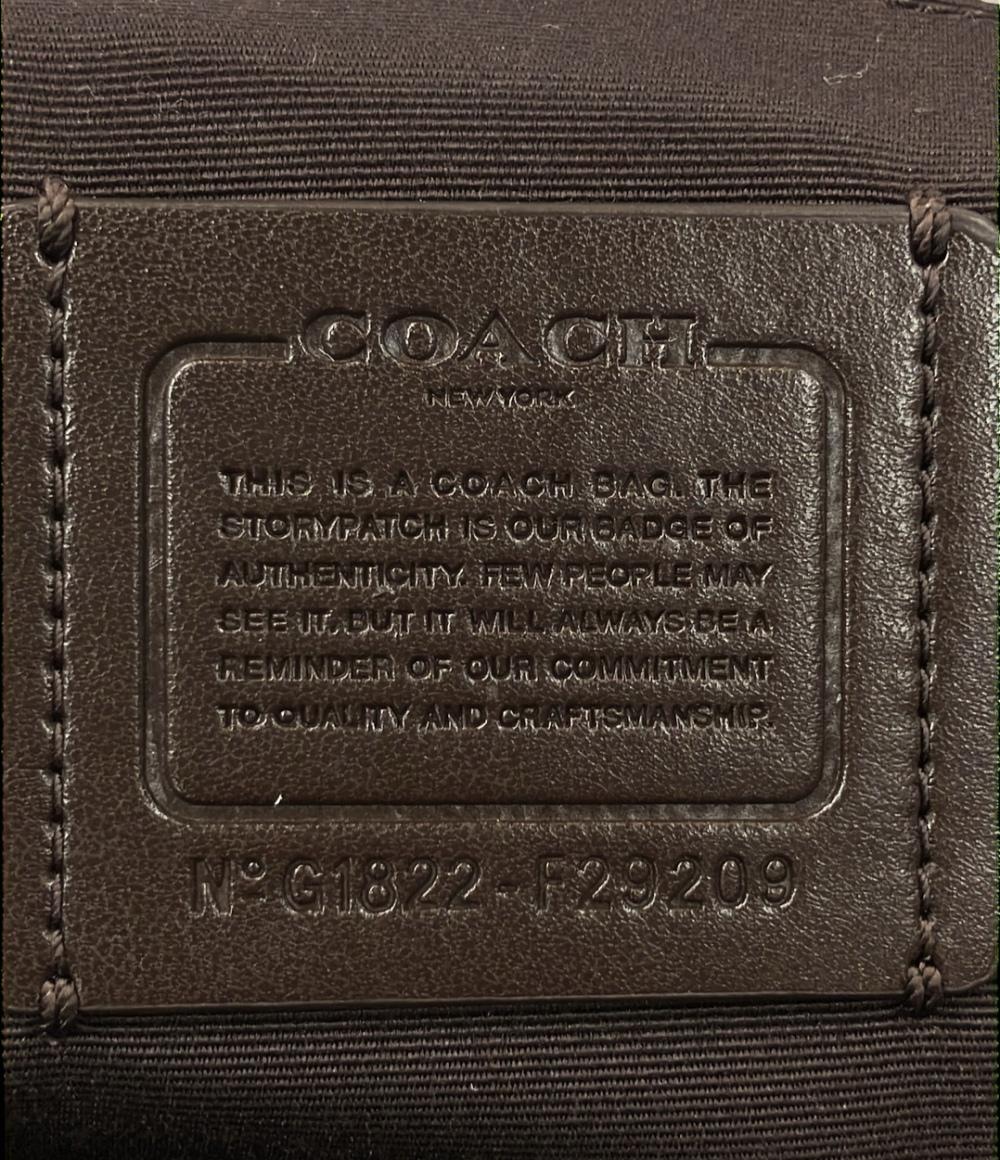 COACH
NEW YORK
THIS IS A COACH BAG. THE
STORYPATCH IS OUR BADGE OF
AUTHENTICITY. FEW PEOPLE MAY
SEE IT, BUT IT WILL ALWAYS BE A
REMINDER OF OUR COMMITMENT
TO QUALITY AND CRAFTSMANSHIP.
Nº G1822-F29209